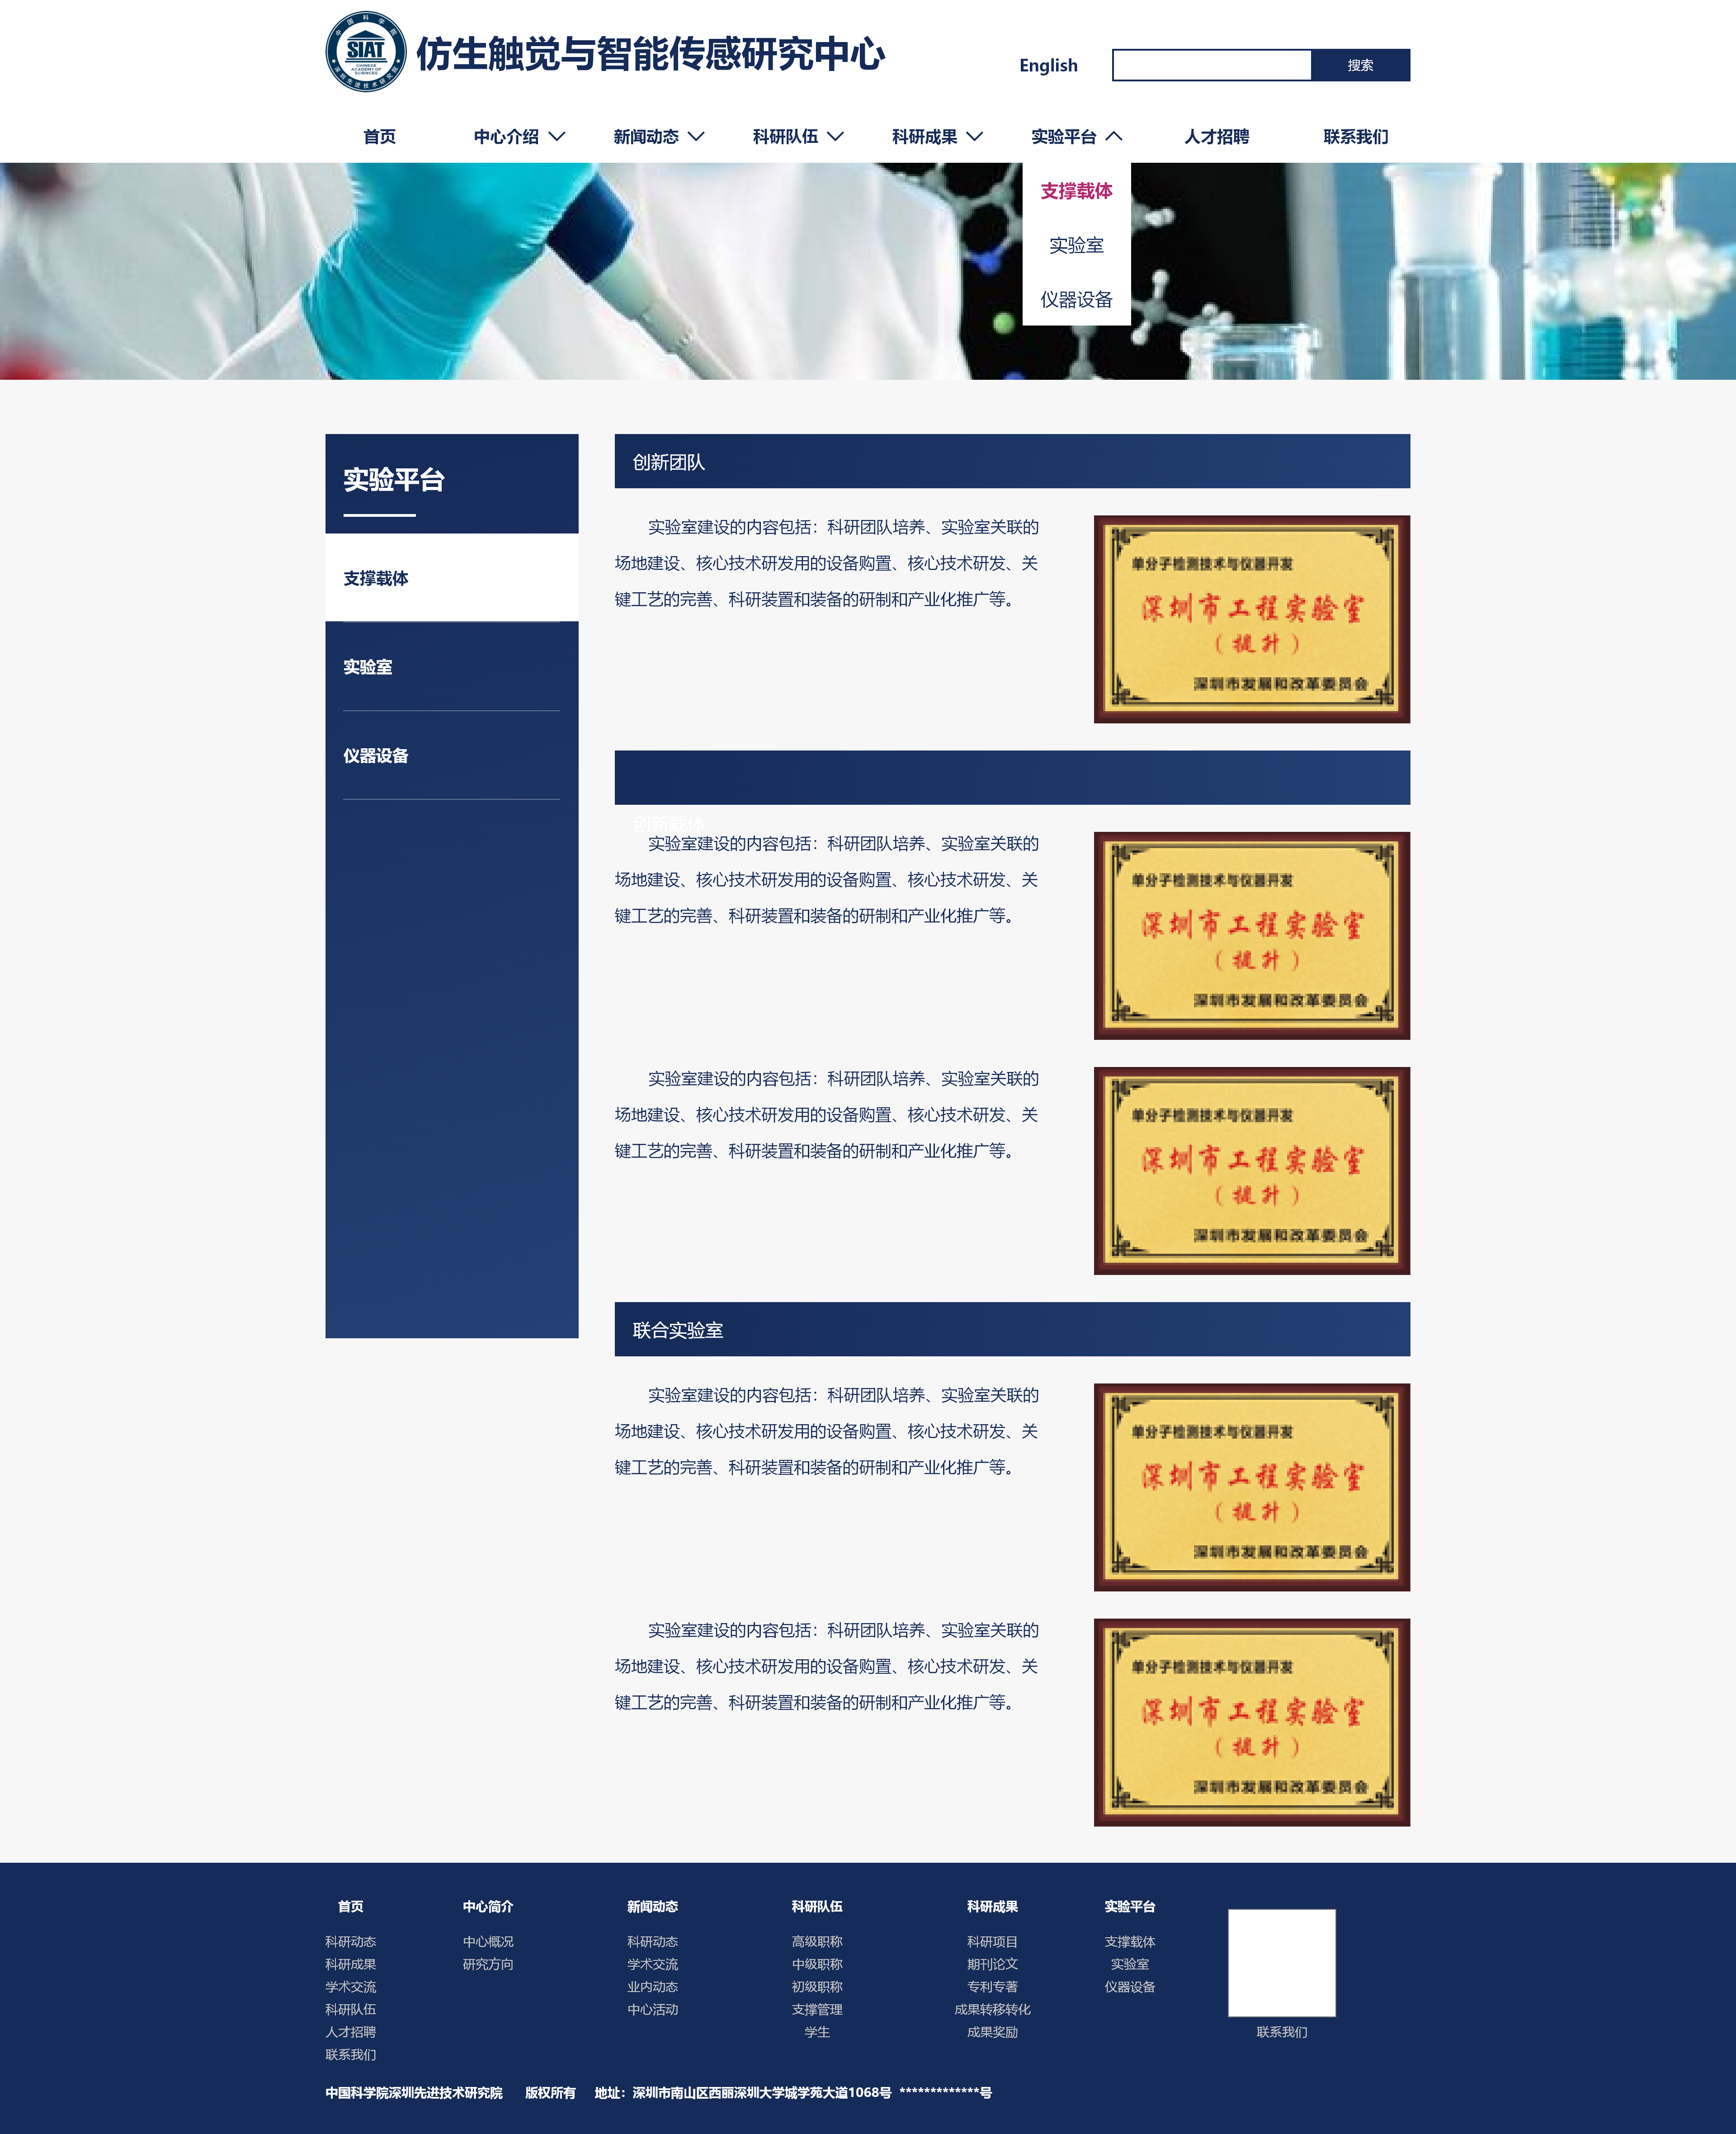 中国科学院
SIAT
CHINESE
ACADEMY OF
SCIENCES
深圳先进技术研究院
仿生触觉与智能传感研究中心
English
搜索
首页
中心介绍
新闻动态
科研队伍
科研成果
实验平台
人才招聘
联系我们
支撑载体
实验室
仪器设备
实验平台
支撑载体
实验室
仪器设备
创新团队
实验室建设的内容包括：科研团队培养、实验室关联的
场地建设、核心技术研发用的设备购置、核心技术研发、关
键工艺的完善、科研装置和装备的研制和产业化推广等。
单分子检测技术与仪器开发
深圳市工程实验室
（提升）
深圳市发展和改革委员会
创新载体
实验室建设的内容包括：科研团队培养、实验室关联的
场地建设、核心技术研发用的设备购置、核心技术研发、关
键工艺的完善、科研装置和装备的研制和产业化推广等。
单分子检测技术与仪器开发
深圳市工程实验室
（提升）
深圳市发展和改革委员会
实验室建设的内容包括：科研团队培养、实验室关联的
场地建设、核心技术研发用的设备购置、核心技术研发、关
键工艺的完善、科研装置和装备的研制和产业化推广等。
单分子检测技术与仪器开发
深圳市工程实验室
（提升）
深圳市发展和改革委员会
联合实验室
实验室建设的内容包括：科研团队培养、实验室关联的
场地建设、核心技术研发用的设备购置、核心技术研发、关
键工艺的完善、科研装置和装备的研制和产业化推广等。
单分子检测技术与仪器开发
深圳市工程实验室
（提升）
深圳市发展和改革委员会
实验室建设的内容包括：科研团队培养、实验室关联的
场地建设、核心技术研发用的设备购置、核心技术研发、关
键工艺的完善、科研装置和装备的研制和产业化推广等。
单分子检测技术与仪器开发
深圳市工程实验室
（提升）
深圳市发展和改革委员会
首页
科研动态
科研成果
学术交流
科研队伍
人才招聘
联系我们
中心简介
中心概况
研究方向
新闻动态
科研动态
学术交流
业内动态
中心活动
科研队伍
高级职称
中级职称
初级职称
支撑管理
学生
科研成果
科研项目
期刊论文
专利专著
成果转移转化
成果奖励
实验平台
支撑载体
实验室
仪器设备
联系我们
中国科学院深圳先进技术研究院 版权所有 地址：深圳市南山区西丽深圳大学城学苑大道1068号 *************号